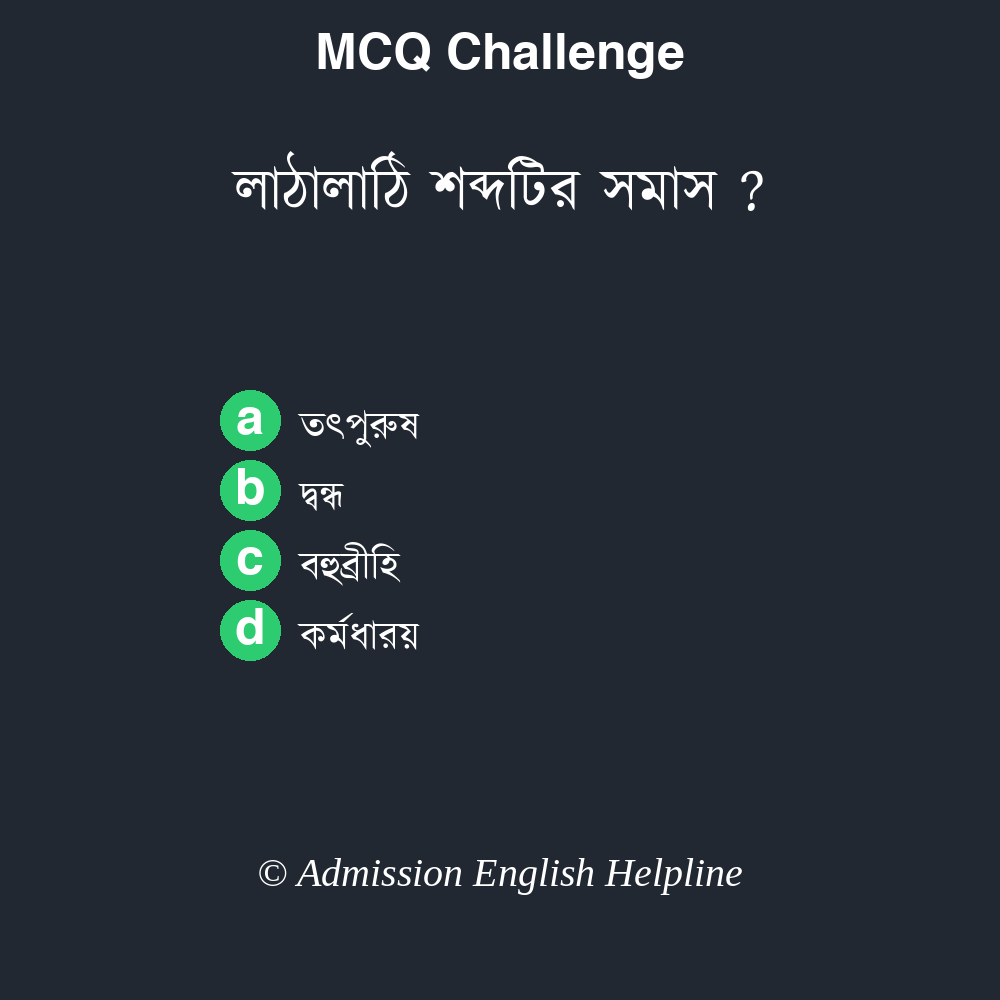 MCQ Challenge
লাঠালাঠি শব্দটির সমাস ?
a তৎপুরুষ
b দ্বন্ধ
c বহুব্রীহি
d কর্মধারয়
© Admission English Helpline